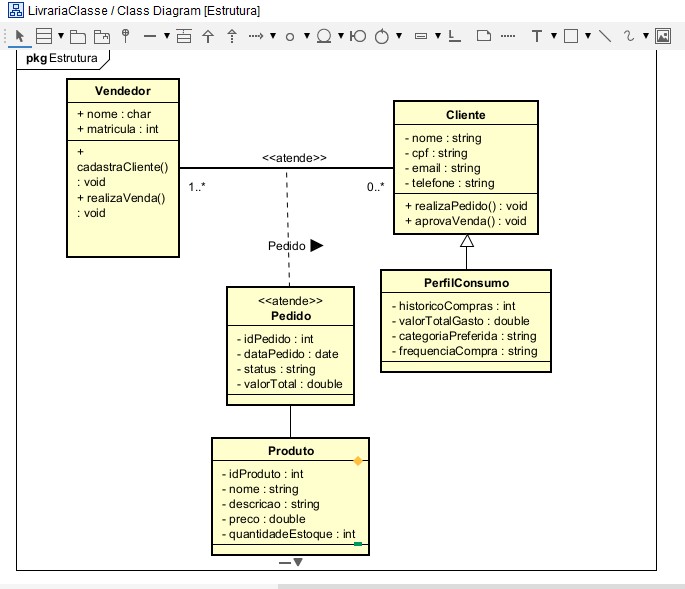 LivrariaClasse / Class Diagram [Estrutura]
pkg Estrutura
Vendedor
+ nome : char
+ matricula : int
+
cadastraCliente()
: void
+ realizaVenda()
: void
<<atende>>
1..*
0..*
Cliente
- nome : string
- cpf : string
- email : string
- telefone : string
+ realizaPedido() : void
+ aprovaVenda() : void
Pedido
PerfilConsumo
- historicoCompras : int
- valorTotalGasto : double
- categoriaPreferida : string
- frequenciaCompra : string
<<atende>>
Pedido
- idPedido : int
- dataPedido : date
- status : string
- valorTotal : double
Produto
- idProduto : int
- nome : string
- descricao : string
- preco : double
- quantidadeEstoque : int